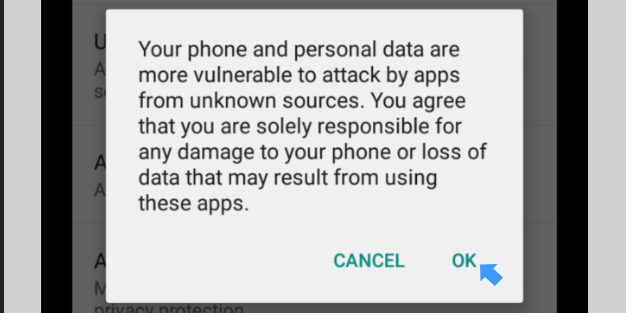 U
A
s
Your phone and personal data are
more vulnerable to attack by apps
from unknown sources. You agree
that you are solely responsible for
any damage to your phone or loss of
data that may result from using
these apps.
A
A
CANCEL OK
A
M
privacy protection